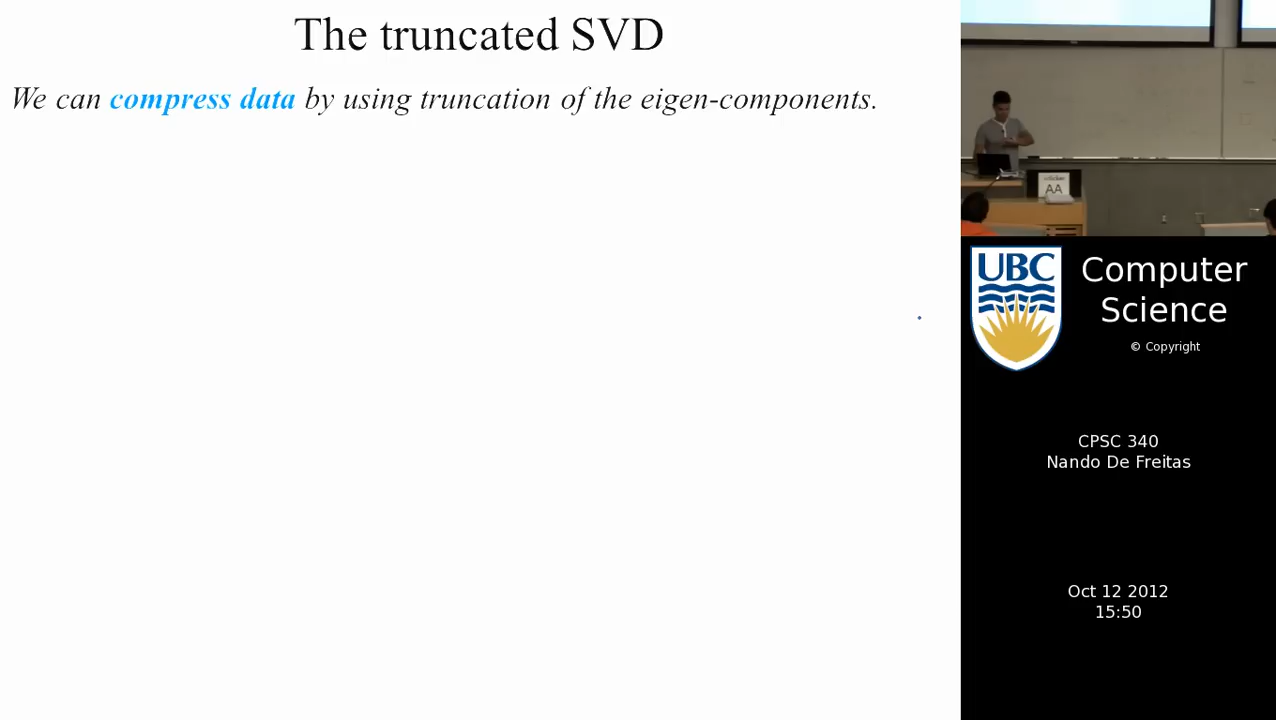 The truncated SVD
We can compress data by using truncation of the eigen-components.
AA
UBC
Computer
Science
© Copyright
CPSC 340
Nando De Freitas
Oct 12 2012
15:50